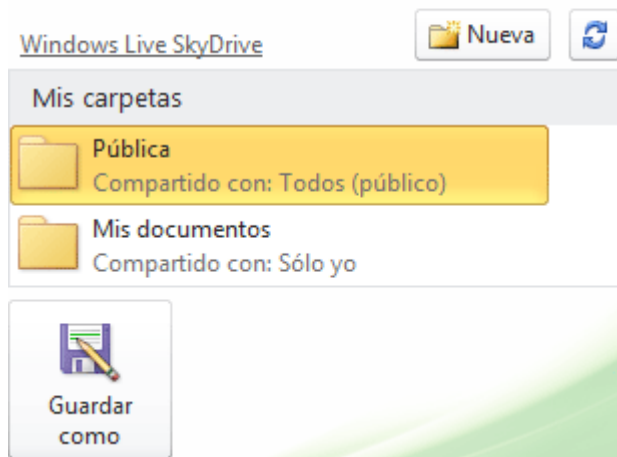 Windows Live SkyDrive
Nueva
Mis carpetas
Pública
Compartido con: Todos (público)
Mis documentos
Compartido con: Sólo yo
Guardar
como